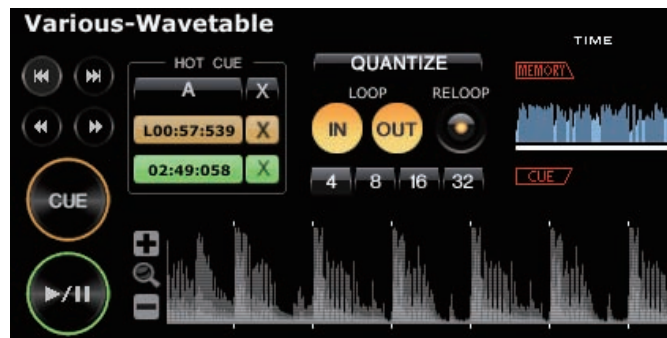 Various-Wavetable
TIME
HOT CUE
QUANTIZE
MEMORY
A X
LOOP RELOOP
L00:57:539 X
IN OUT
02:49:058 X
4 8 16 32
CUE
CUE